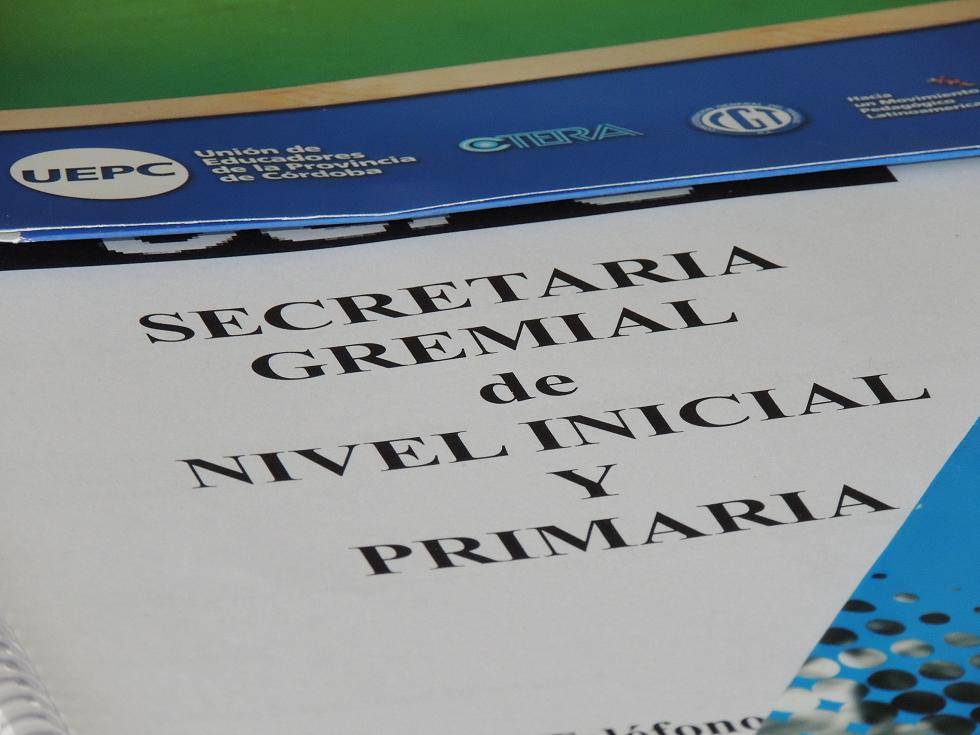 UEPC
Unión de
Educadores
de la Provincia
de Córdoba
CTERA
CGT
Hacia
un Movimiento
Pedagógico
SECRETARIA
GREMIAL
de
NIVEL INICIAL
Y
PRIMARIA